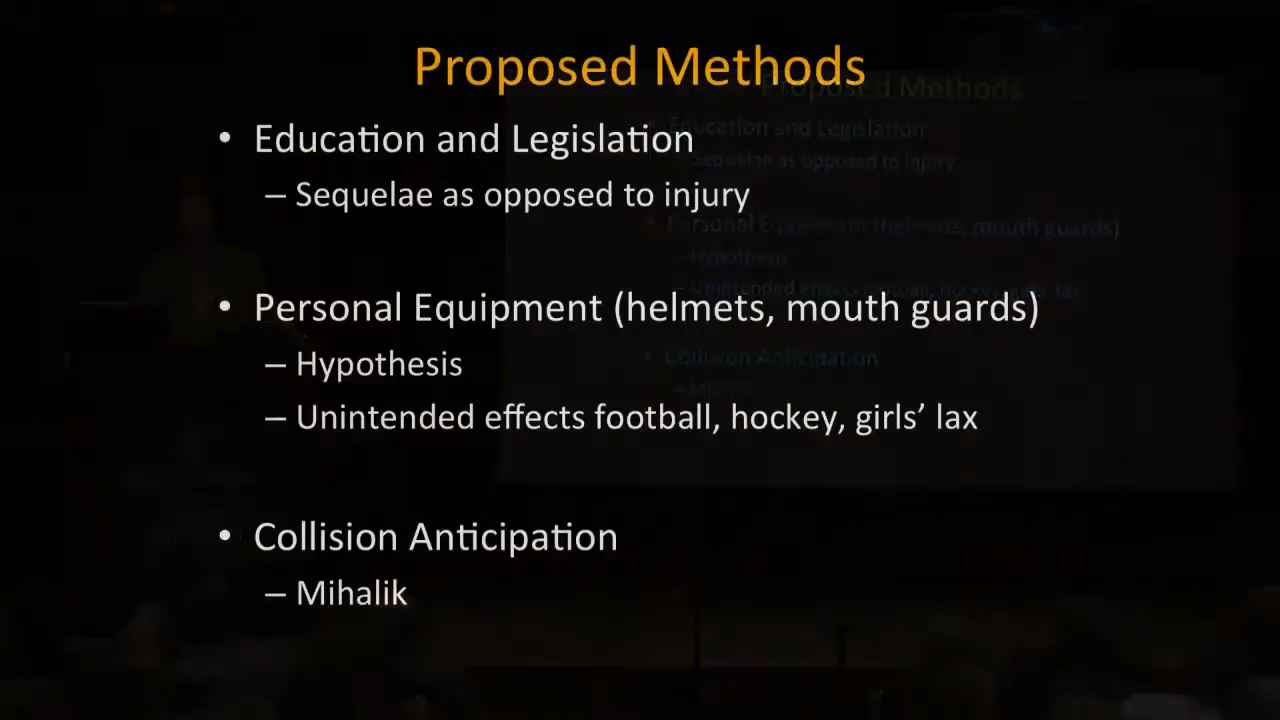 Proposed Methods
• Education and Legislation
– Sequelae as opposed to injury
• Personal Equipment (helmets, mouth guards)
– Hypothesis
– Unintended effects football, hockey, girls’ lax
• Collision Anticipation
– Mihalik